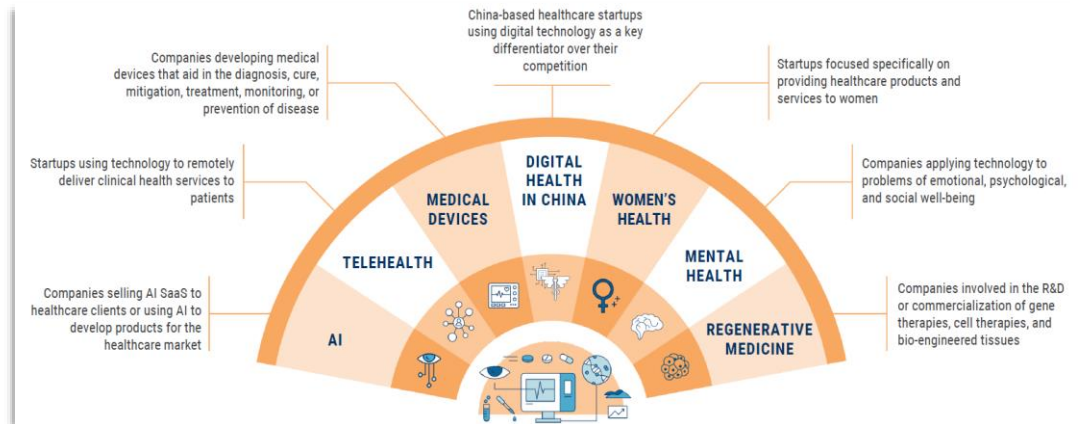 China-based healthcare startups
using digital technology as a key
differentiator over their
competition
Companies developing medical
devices that aid in the diagnosis, cure,
mitigation, treatment, monitoring, or
prevention of disease
Startups focused specifically on
providing healthcare products and
services to women
Startups using technology to remotely
deliver clinical health services to
patients
Companies applying technology to
problems of emotional, psychological,
and social well-being
Companies selling AI SaaS to
healthcare clients or using AI to
develop products for the
healthcare market
Companies involved in the R&D
or commercialization of gene
therapies, cell therapies, and
bio-engineered tissues
AI
TELEHEALTH
MEDICAL
DEVICES
DIGITAL
HEALTH
IN CHINA
WOMEN'S
HEALTH
MENTAL
HEALTH
REGENERATIVE
MEDICINE